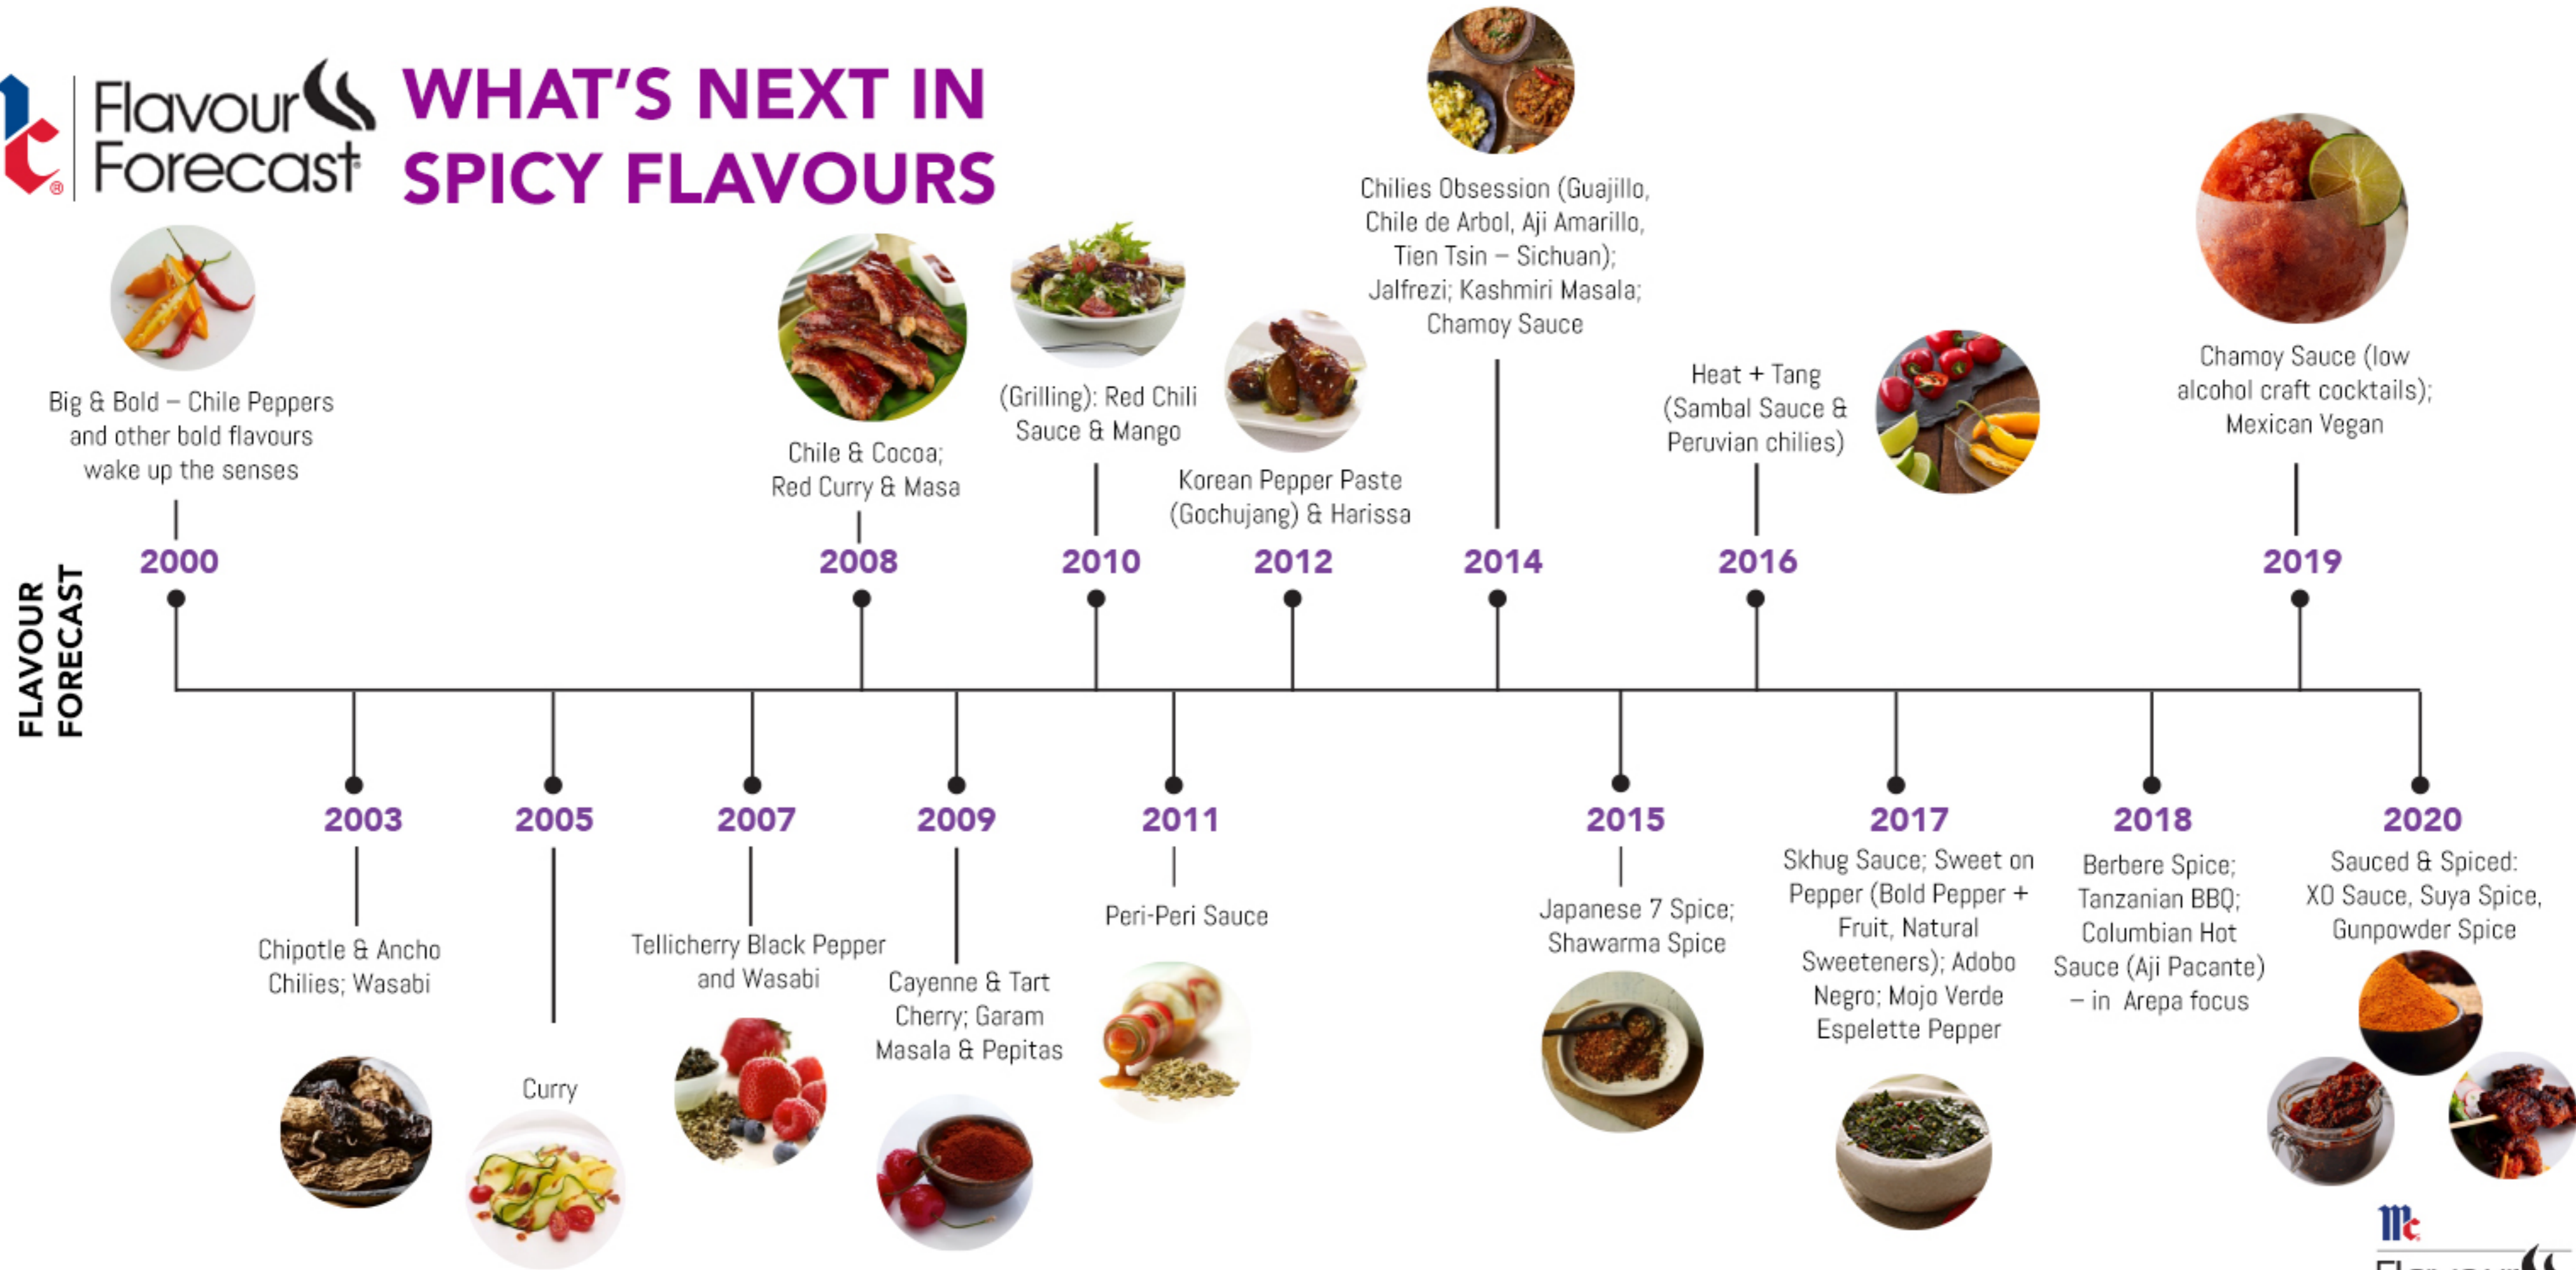 Flavour
Forecast
®
WHAT'S NEXT IN
SPICY FLAVOURS
Big & Bold – Chile Peppers
and other bold flavours
wake up the senses
2000
Chile & Cocoa;
Red Curry & Masa
2008
(Grilling): Red Chili
Sauce & Mango
2010
Korean Pepper Paste
(Gochujang) & Harissa
2012
Chilies Obsession (Guajillo,
Chile de Arbol, Aji Amarillo,
Tien Tsin – Sichuan);
Jalfrezi; Kashmiri Masala;
Chamoy Sauce
2014
Heat + Tang
(Sambal Sauce &
Peruvian chilies)
2016
Chamoy Sauce (low
alcohol craft cocktails);
Mexican Vegan
2019
FLAVOUR
FORECAST
2003
Chipotle & Ancho
Chilies; Wasabi
2005
Curry
2007
Tellicherry Black Pepper
and Wasabi
2009
Cayenne & Tart
Cherry; Garam
Masala & Pepitas
2011
Peri-Peri Sauce
2015
Japanese 7 Spice;
Shawarma Spice
2017
Skhug Sauce; Sweet on
Pepper (Bold Pepper +
Fruit, Natural
Sweeteners); Adobo
Negro; Mojo Verde
Espelette Pepper
2018
Berbere Spice;
Tanzanian BBQ;
Columbian Hot
Sauce (Aji Pacante)
– in Arepa focus
2020
Sauced & Spiced:
XO Sauce, Suya Spice,
Gunpowder Spice
Mc